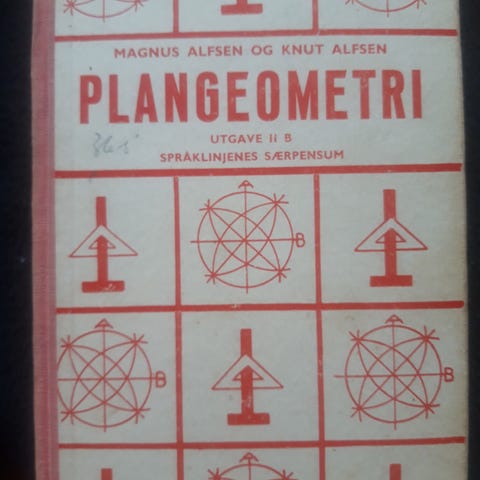 MAGNUS ALFSEN OG KNUT ALFSEN
PLANGEOMETRI
UTGAVE II B
SPRÅKLINJENES SÆRPENSUM
A
B
A
A
B
B
A